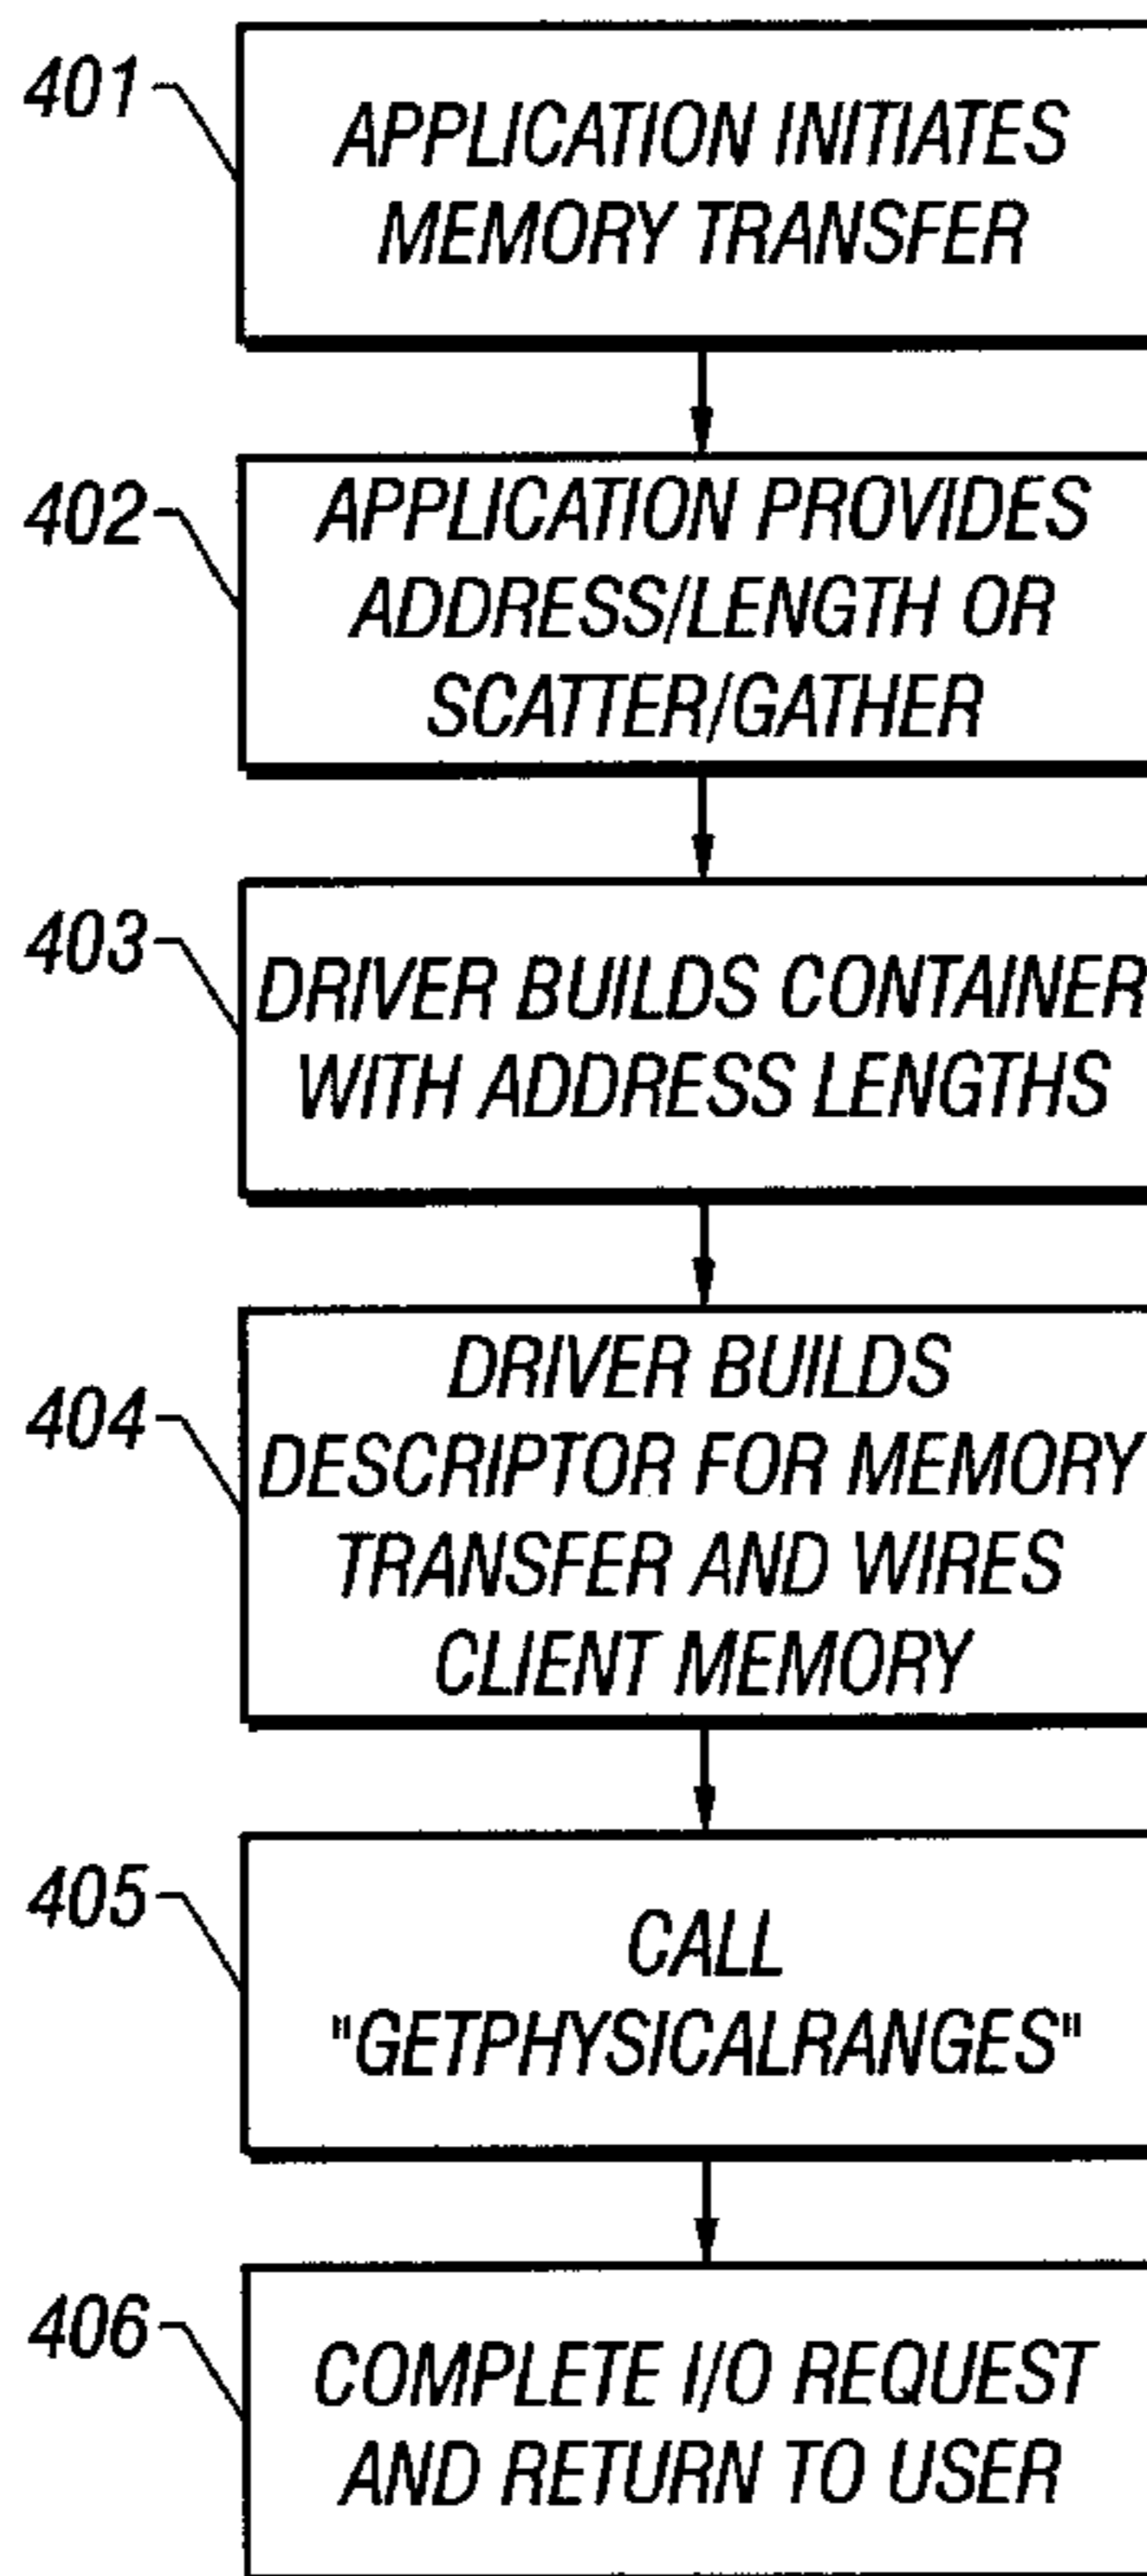 401
APPLICATION INITIATES
MEMORY TRANSFER
402
APPLICATION PROVIDES
ADDRESS/LENGTH OR
SCATTER/GATHER
403
DRIVER BUILDS CONTAINER
WITH ADDRESS LENGTHS
404
DRIVER BUILDS
DESCRIPTOR FOR MEMORY
TRANSFER AND WIRES
CLIENT MEMORY
405
CALL
"GETPHYSICALRANGES"
406
COMPLETE I/O REQUEST
AND RETURN TO USER